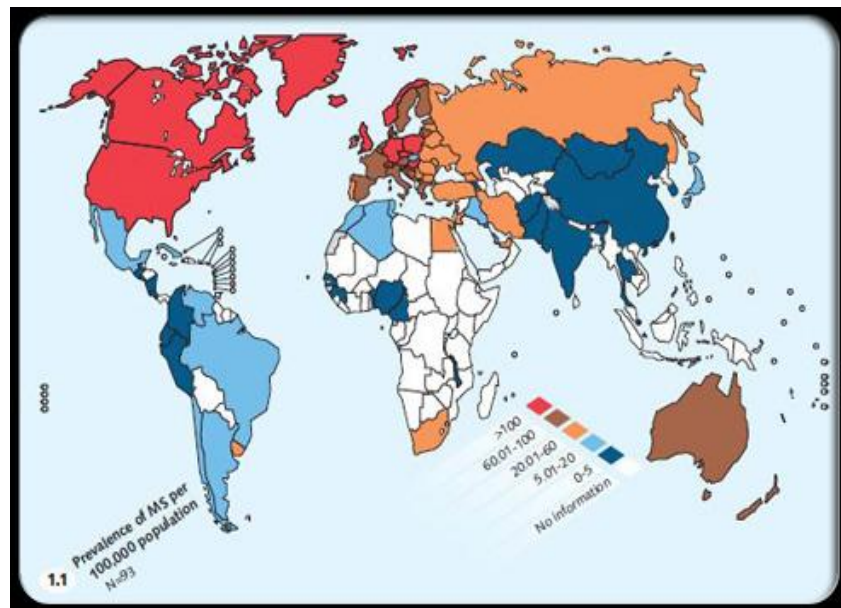 >100
60.01-100
20.01-60
5.01-20
0-5
No information
Prevalence of MS per
100,000 population
N=93
1.1